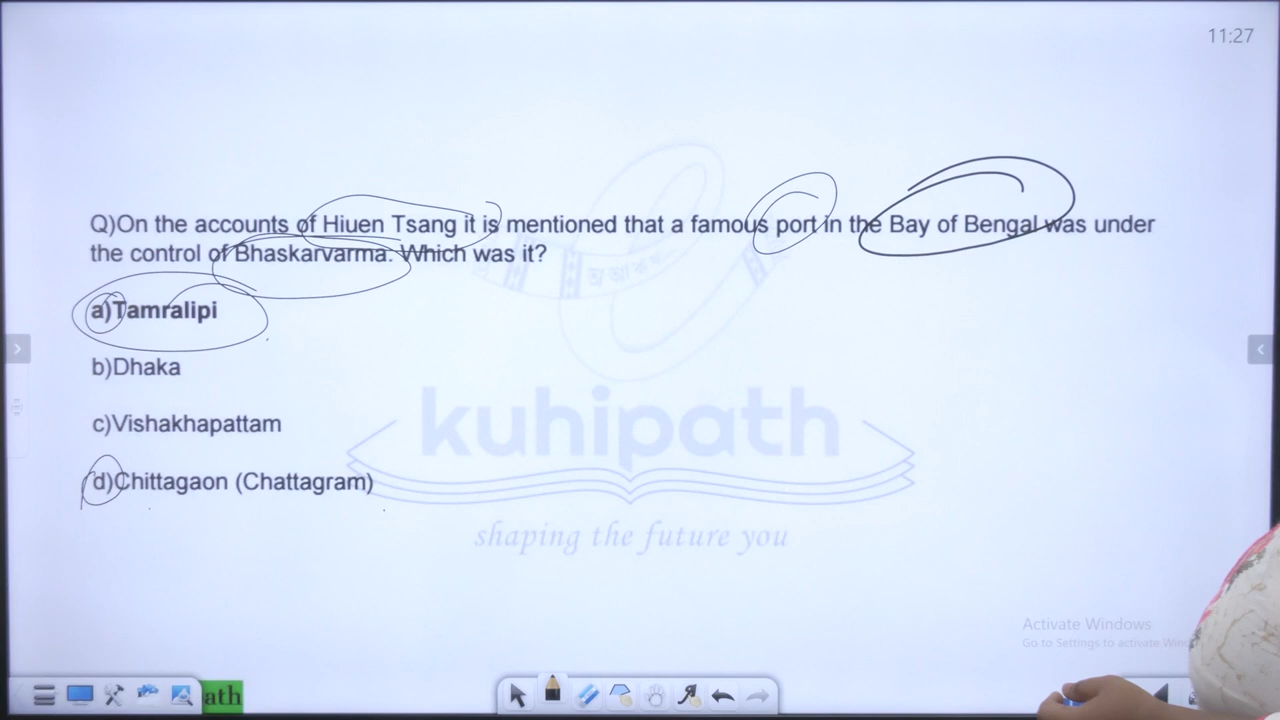 11:27
Q)On the accounts of Hiuen Tsang it is mentioned that a famous port in the Bay of Bengal was under
the control of Bhaskarvarma. Which was it?
a)Tamralipi
b)Dhaka
c)Vishakhapattam
d)Chittagaon (Chattagram)
kuhipath
shaping the future you
Activate Windows
Go to Settings to activate Win
ath